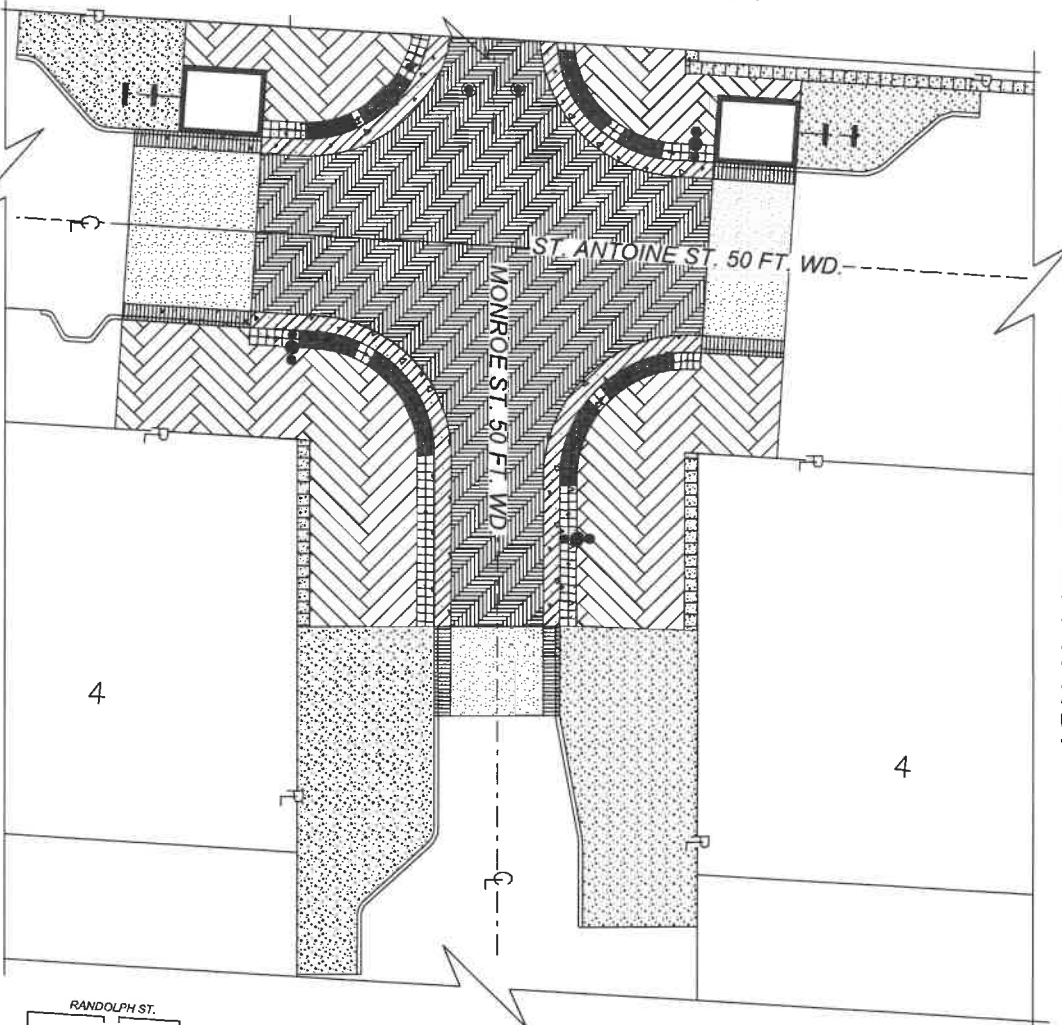 ST. ANTOINE ST. 50 FT. WD.
MONROE ST. 50 FT. WD.
4
4
RANDOLPH ST.